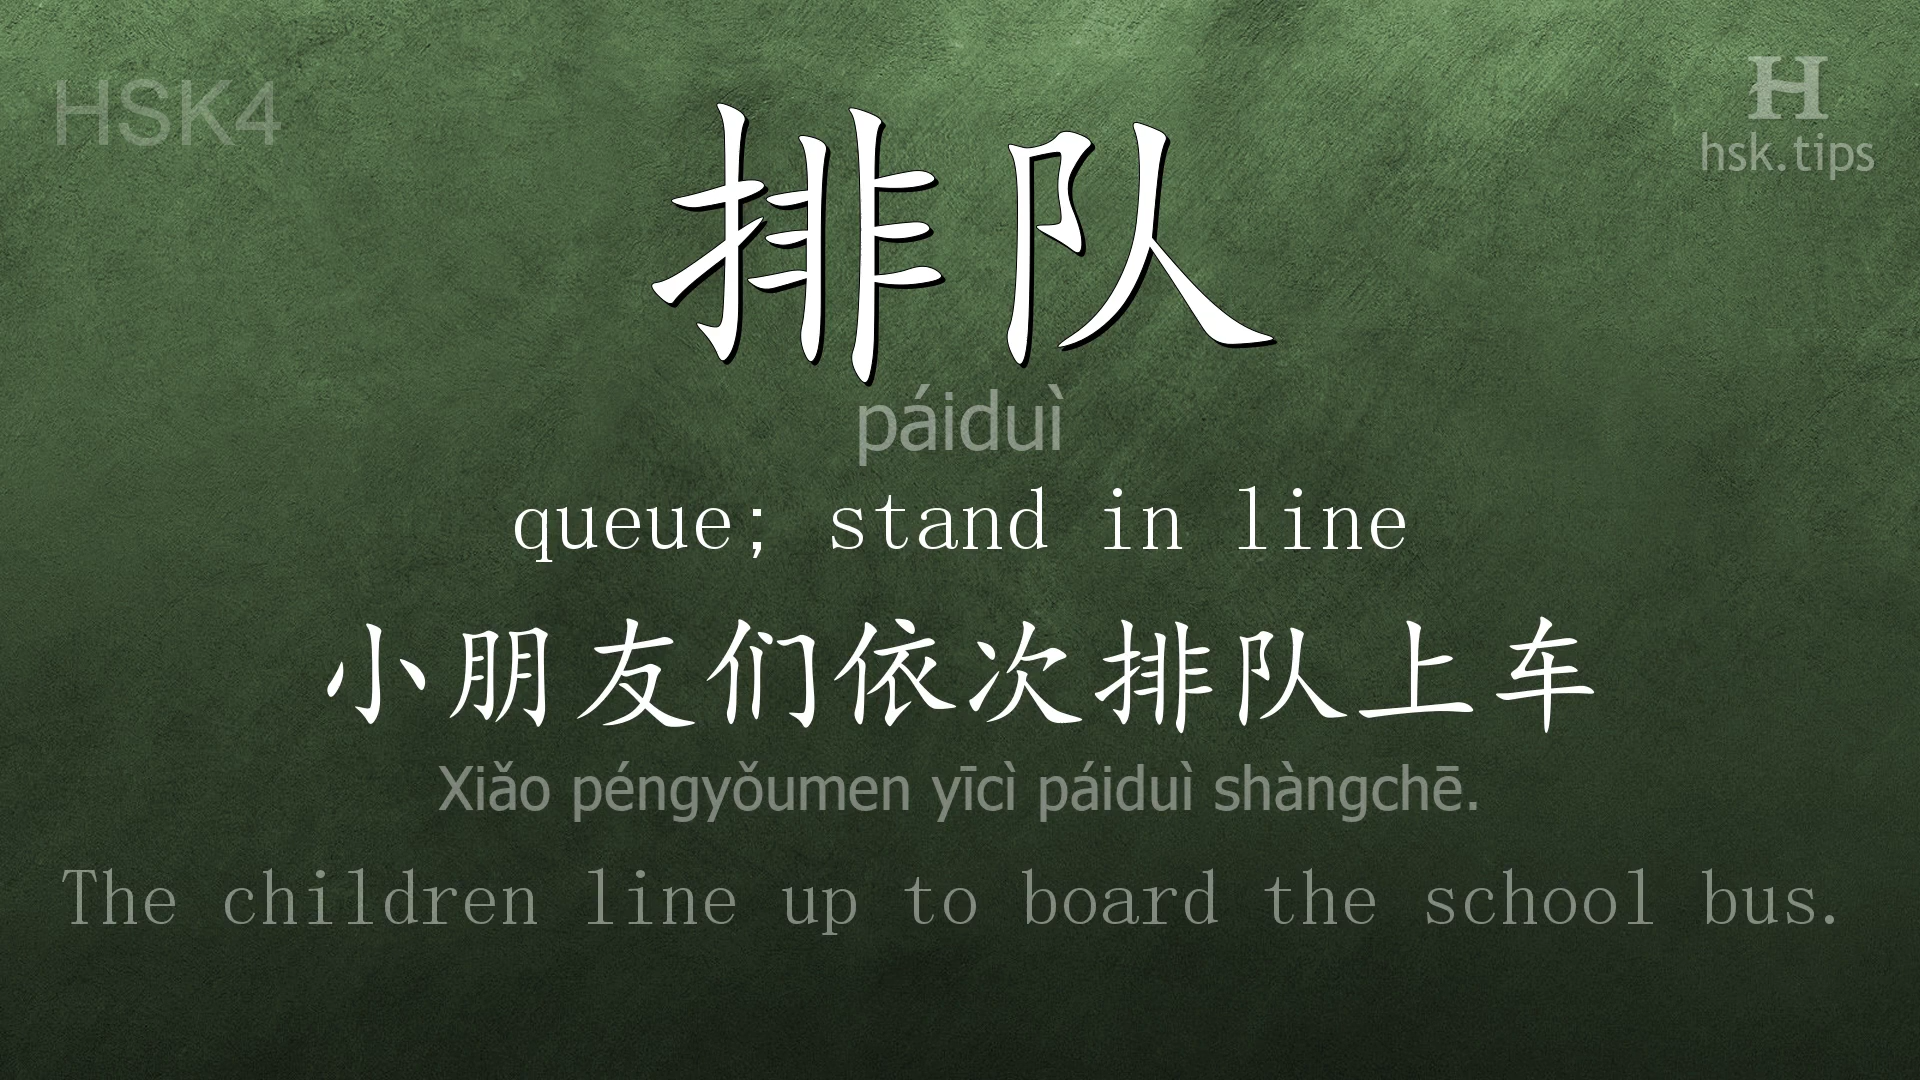 HSK4
H
hsk.tips
排队
páiduì
queue; stand in line
小朋友们依次排队上车
Xiǎo péngyǒumen yīcì páiduì shàngchē.
The children line up to board the school bus.